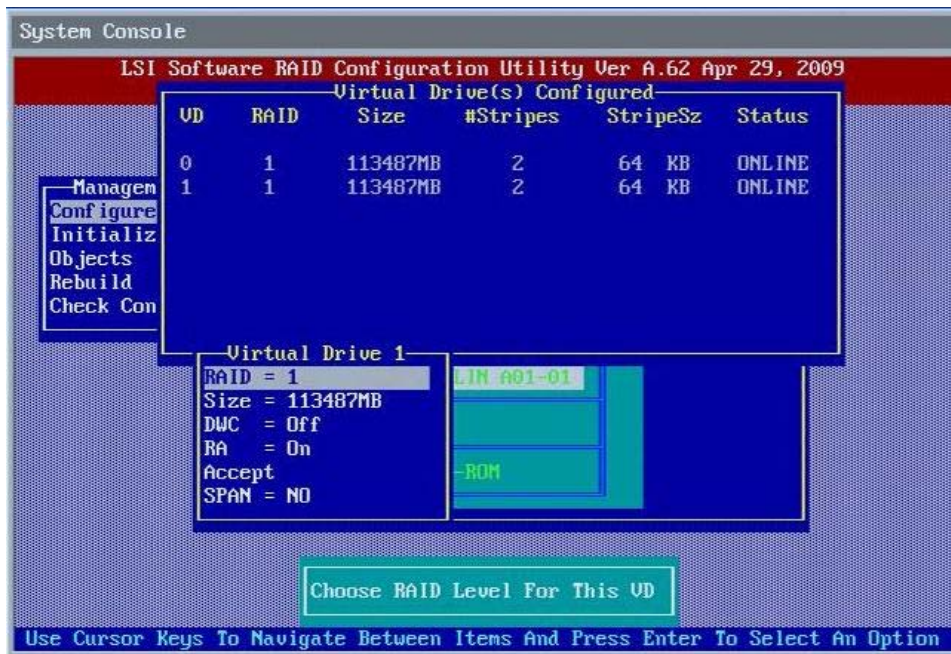 System Console
LSI Software RAID Configuration Utility Ver A.62 Apr 29, 2009
Virtual Drive(s) Configured
VD RAID Size #Stripes StripeSz Status
0 1 113487MB 2 64 KB ONLINE
1 1 113487MB 2 64 KB ONLINE
Managem
Configure
Initializ
Objects
Rebuild
Check Con
Virtual Drive 1
RAID = 1
Size = 113487MB
DWC = Off
RA = On
Accept
SPAN = NO
LIN A01-01
-ROM
Choose RAID Level For This VD
Use Cursor Keys To Navigate Between Items And Press Enter To Select An Option